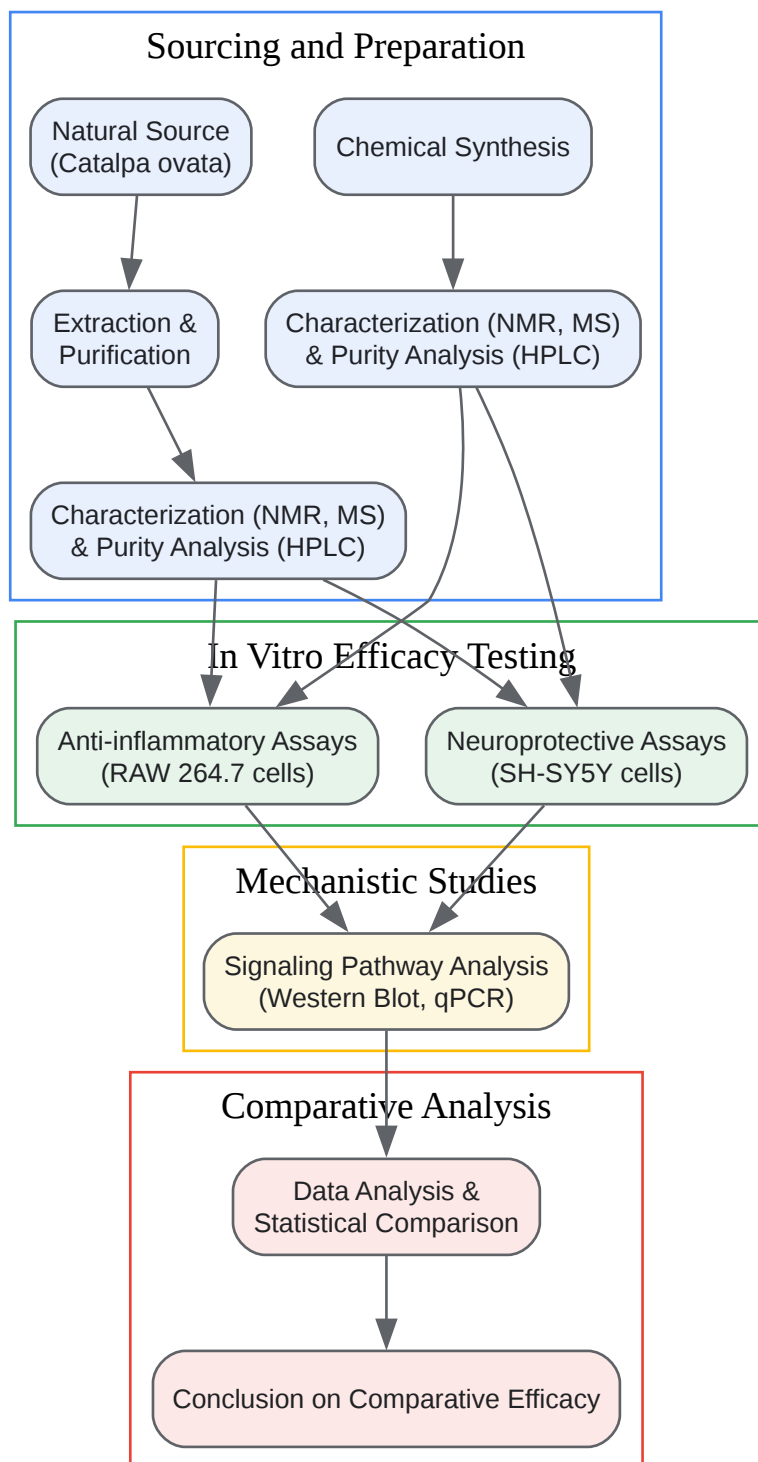 Sourcing and Preparation
Natural Source
(Catalpa ovata)
Chemical Synthesis
Extraction &
Purification
Characterization (NMR, MS)
& Purity Analysis (HPLC)
Characterization (NMR, MS)
& Purity Analysis (HPLC)
In Vitro Efficacy Testing
Anti-inflammatory Assays
(RAW 264.7 cells)
Neuroprotective Assays
(SH-SY5Y cells)
Mechanistic Studies
Signaling Pathway Analysis
(Western Blot, qPCR)
Comparative Analysis
Data Analysis &
Statistical Comparison
Conclusion on Comparative Efficacy